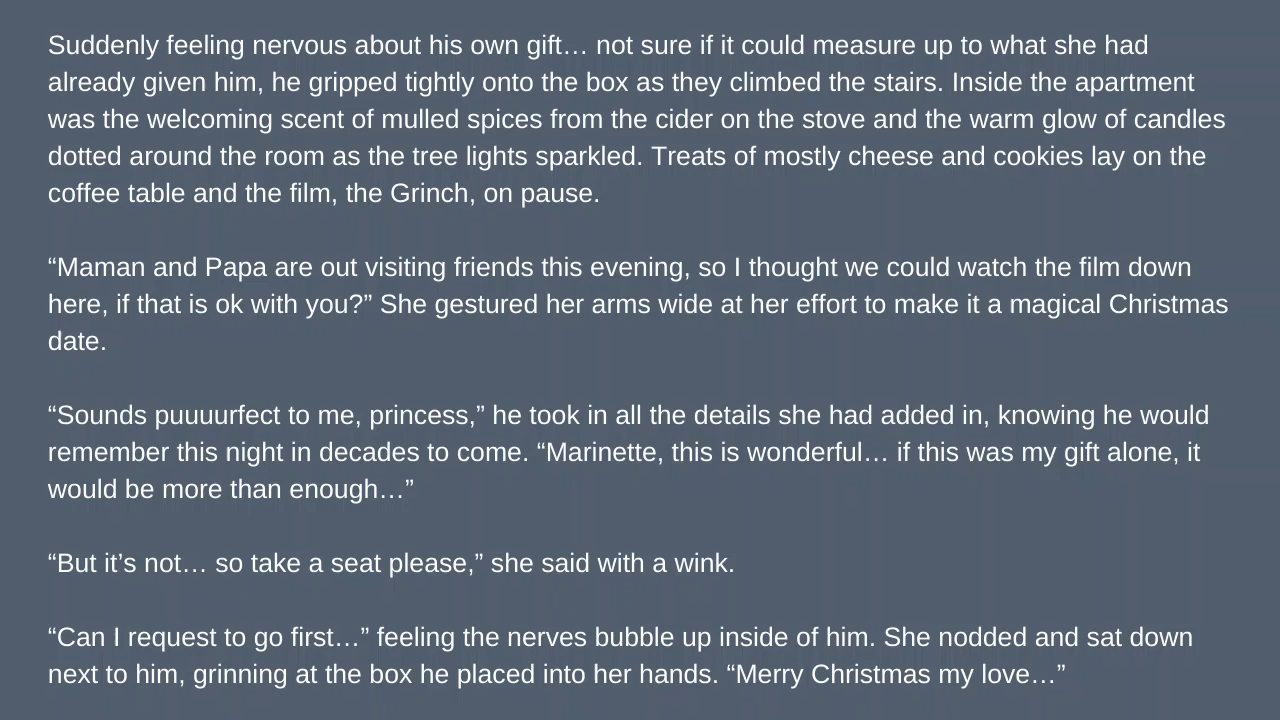 Suddenly feeling nervous about his own gift… not sure if it could measure up to what she had
already given him, he gripped tightly onto the box as they climbed the stairs. Inside the apartment
was the welcoming scent of mulled spices from the cider on the stove and the warm glow of candles
dotted around the room as the tree lights sparkled. Treats of mostly cheese and cookies lay on the
coffee table and the film, the Grinch, on pause.
“Maman and Papa are out visiting friends this evening, so I thought we could watch the film down
here, if that is ok with you?” She gestured her arms wide at her effort to make it a magical Christmas
date.
“Sounds puuuurfect to me, princess,” he took in all the details she had added in, knowing he would
remember this night in decades to come. “Marinette, this is wonderful… if this was my gift alone, it
would be more than enough…”
“But it’s not… so take a seat please,” she said with a wink.
“Can I request to go first…” feeling the nerves bubble up inside of him. She nodded and sat down
next to him, grinning at the box he placed into her hands. “Merry Christmas my love…”